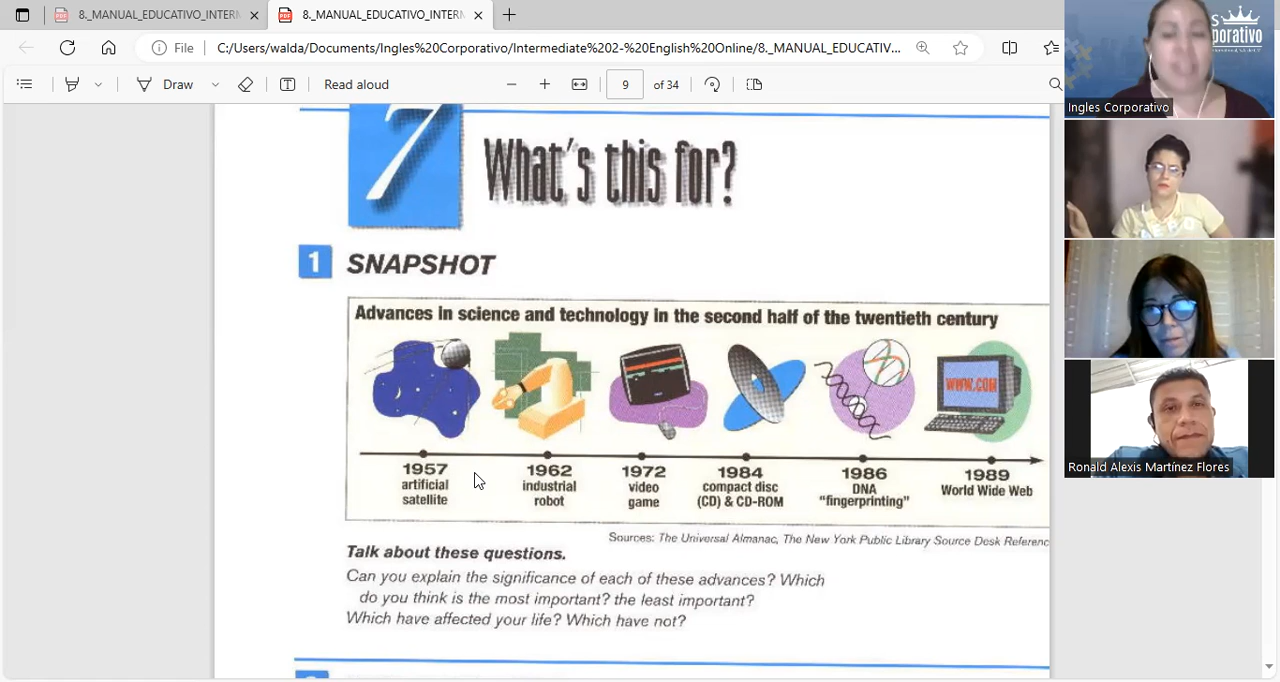 8._MANUAL_EDUCATIVO_INTERN
8._MANUAL_EDUCATIVO_INTERN
File
C:/Users/walda/Documents/Ingles%20Corporativo/Intermediate%202-%20English%20Online/8._MANUAL_EDUCATIV...
Draw
Read aloud
9 of 34
7
What's this for?
1 SNAPSHOT
Advances in science and technology in the second half of the twentieth century
WWW.COM
1957
artificial
satellite
1962
industrial
robot
1972
video
game
1984
compact disc
(CD) & CD-ROM
1986
DNA
"fingerprinting"
1989
World Wide Web
Sources: The Universal Almanac, The New York Public Library Source Desk Referenc
Talk about these questions.
Can you explain the significance of each of these advances? Which
do you think is the most important? the least important?
Which have affected your life? Which have not?
S
porativo
Ingles Corporativo
AEPO
Ronald Alexis Martínez Flores